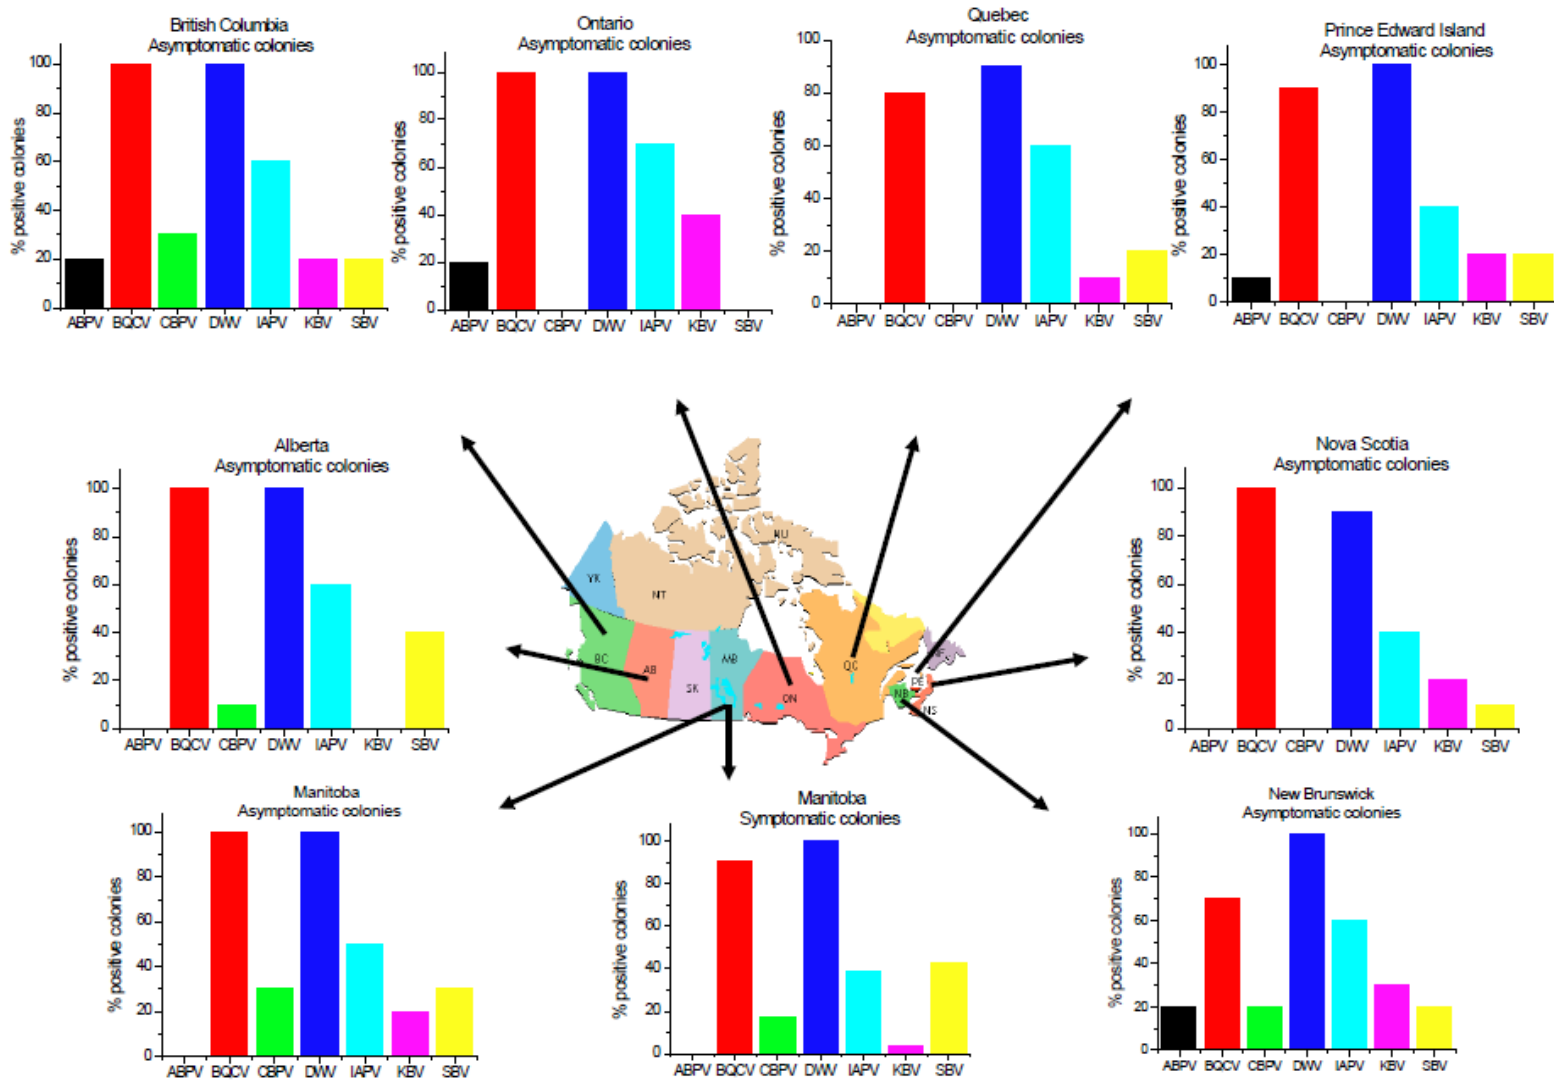 British Columbia
Asymptomatic colonies
% positive colonies
100
80
60
40
20
0
ABPV BQCV CBPV DWV IAPV KBV SBV
Ontario
Asymptomatic colonies
% positive colonies
100
80
60
40
20
0
ABPV BQCV CBPV DWV IAPV KBV SBV
Quebec
Asymptomatic colonies
% positive colonies
100
80
60
40
20
0
ABPV BQCV CBPV DWV IAPV KBV SBV
Prince Edward Island
Asymptomatic colonies
% positive colonies
100
80
60
40
20
0
ABPV BQCV CBPV DWV IAPV KBV SBV
Alberta
Asymptomatic colonies
% positive colonies
100
80
60
40
20
0
ABPV BQCV CBPV DWV IAPV KBV SBV
YK
NT
NU
BC
AB
SK
MB
ON
QC
PE
NB
NS
Nova Scotia
Asymptomatic colonies
% positive colonies
100
80
60
40
20
0
ABPV BQCV CBPV DWV IAPV KBV SBV
Manitoba
Asymptomatic colonies
% positive colonies
100
80
60
40
20
0
ABPV BQCV CBPV DWV IAPV KBV SBV
Manitoba
Symptomatic colonies
% positive colonies
100
80
60
40
20
0
ABPV BQCV CBPV DWV IAPV KBV SBV
New Brunswick
Asymptomatic colonies
% positive colonies
100
80
60
40
20
0
ABPV BQCV CBPV DWV IAPV KBV SBV